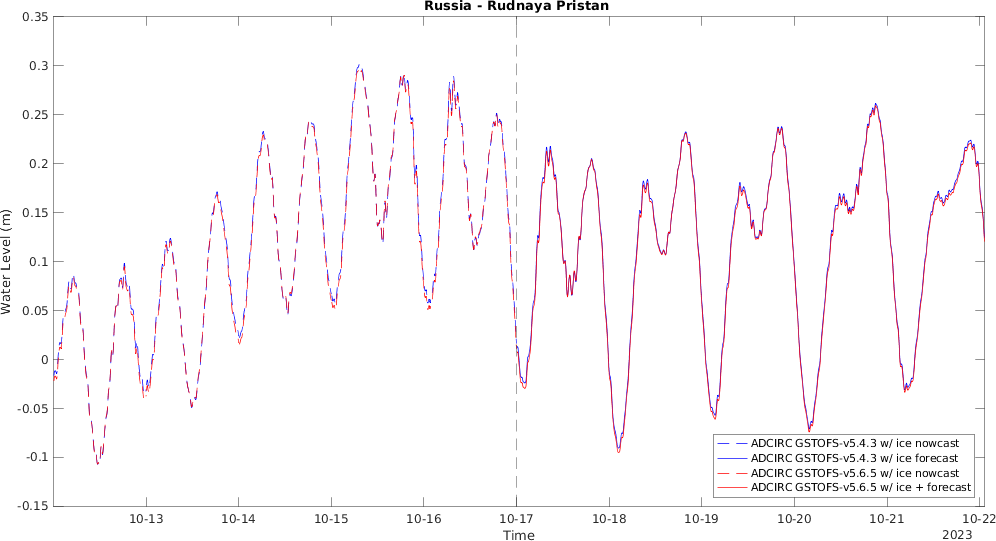 Russia - Rudnaya Pristan
0.35
0.3
0.25
0.2
0.15
0.1
0.05
0
-0.05
-0.1
-0.15
Water Level (m)
ADCIRC GSTOFS-v5.4.3 w/ ice nowcast
ADCIRC GSTOFS-v5.4.3 w/ ice forecast
ADCIRC GSTOFS-v5.6.5 w/ ice nowcast
ADCIRC GSTOFS-v5.6.5 w/ ice + forecast
10-13 10-14 10-15 10-16 10-17 10-18 10-19 10-20 10-21 10-22
Time
2023